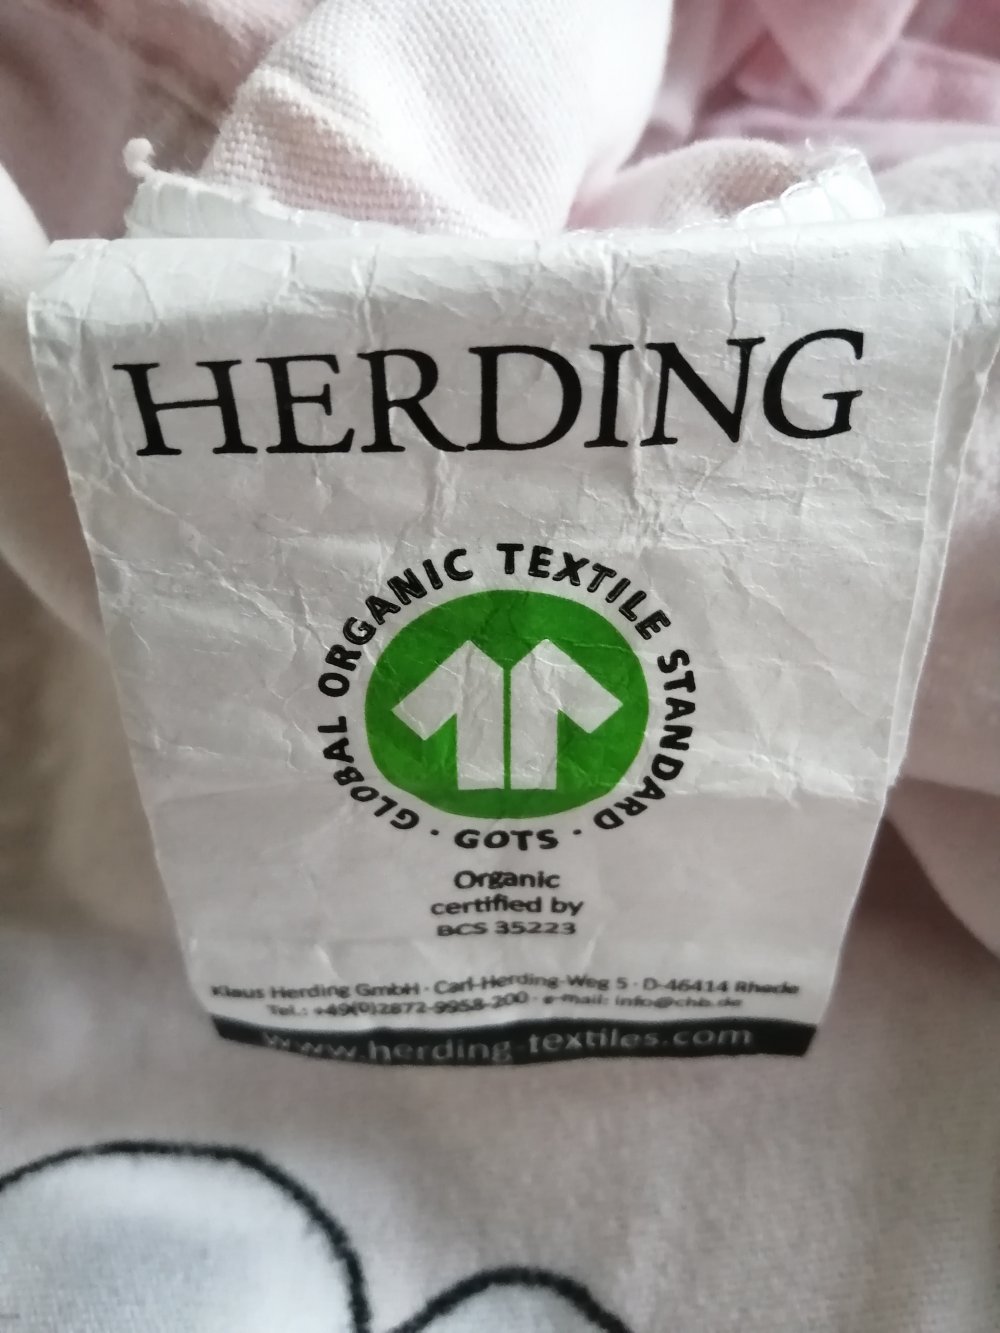 HERDING
GLOBAL ORGANIC TEXTILE STANDARD
· GOTS ·
Organic
certified by
BCS 35223
Klaus Herding GmbH · Carl-Herding-Weg 5 · D-46414 Rhede
Tel.: +49(0)2872-9958-200 · e-mail: info@chb.de
www.herding-textiles.com